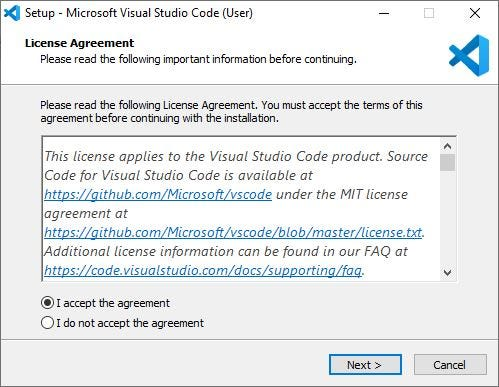 Setup - Microsoft Visual Studio Code (User)
License Agreement
Please read the following important information before continuing.
Please read the following License Agreement. You must accept the terms of this
agreement before continuing with the installation.
This license applies to the Visual Studio Code product. Source
Code for Visual Studio Code is available at
https://github.com/Microsoft/vscode under the MIT license
agreement at
https://github.com/Microsoft/vscode/blob/master/license.txt.
Additional license information can be found in our FAQ at
https://code.visualstudio.com/docs/supporting/faq.
I accept the agreement
I do not accept the agreement
Next >
Cancel